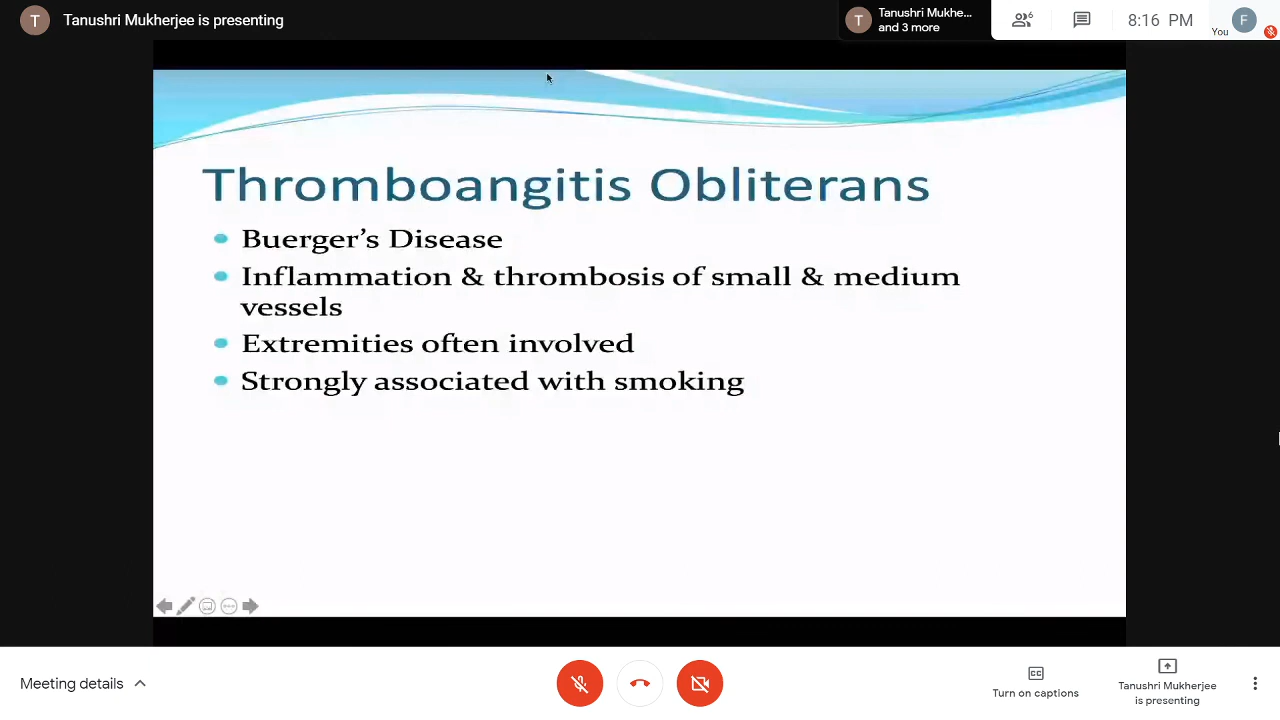 T
Tanushri Mukherjee is presenting
T
Tanushri Mukhe...
and 3 more
6
8:16 PM
You
F
Thromboangitis Obliterans
Buerger’s Disease
Inflammation & thrombosis of small & medium
vessels
Extremities often involved
Strongly associated with smoking
Meeting details
CC
Turn on captions
Tanushri Mukherjee
is presenting